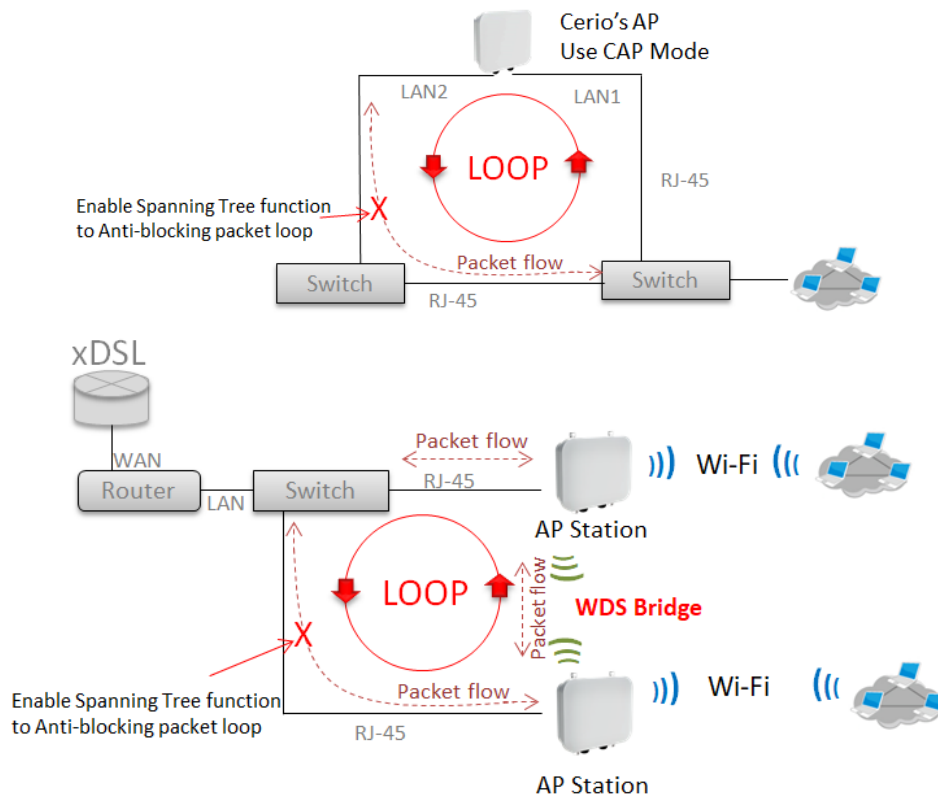 Cerio's AP
Use CAP Mode
LAN2
LAN1
LOOP
RJ-45
Enable Spanning Tree function
to Anti-blocking packet loop
Packet flow
Switch
Switch
RJ-45
xDSL
Packet flow
Wi-Fi
WAN
Router
LAN
Switch
RJ-45
AP Station
LOOP
Packet flow
WDS Bridge
Enable Spanning Tree function
to Anti-blocking packet loop
Packet flow
Wi-Fi
RJ-45
AP Station